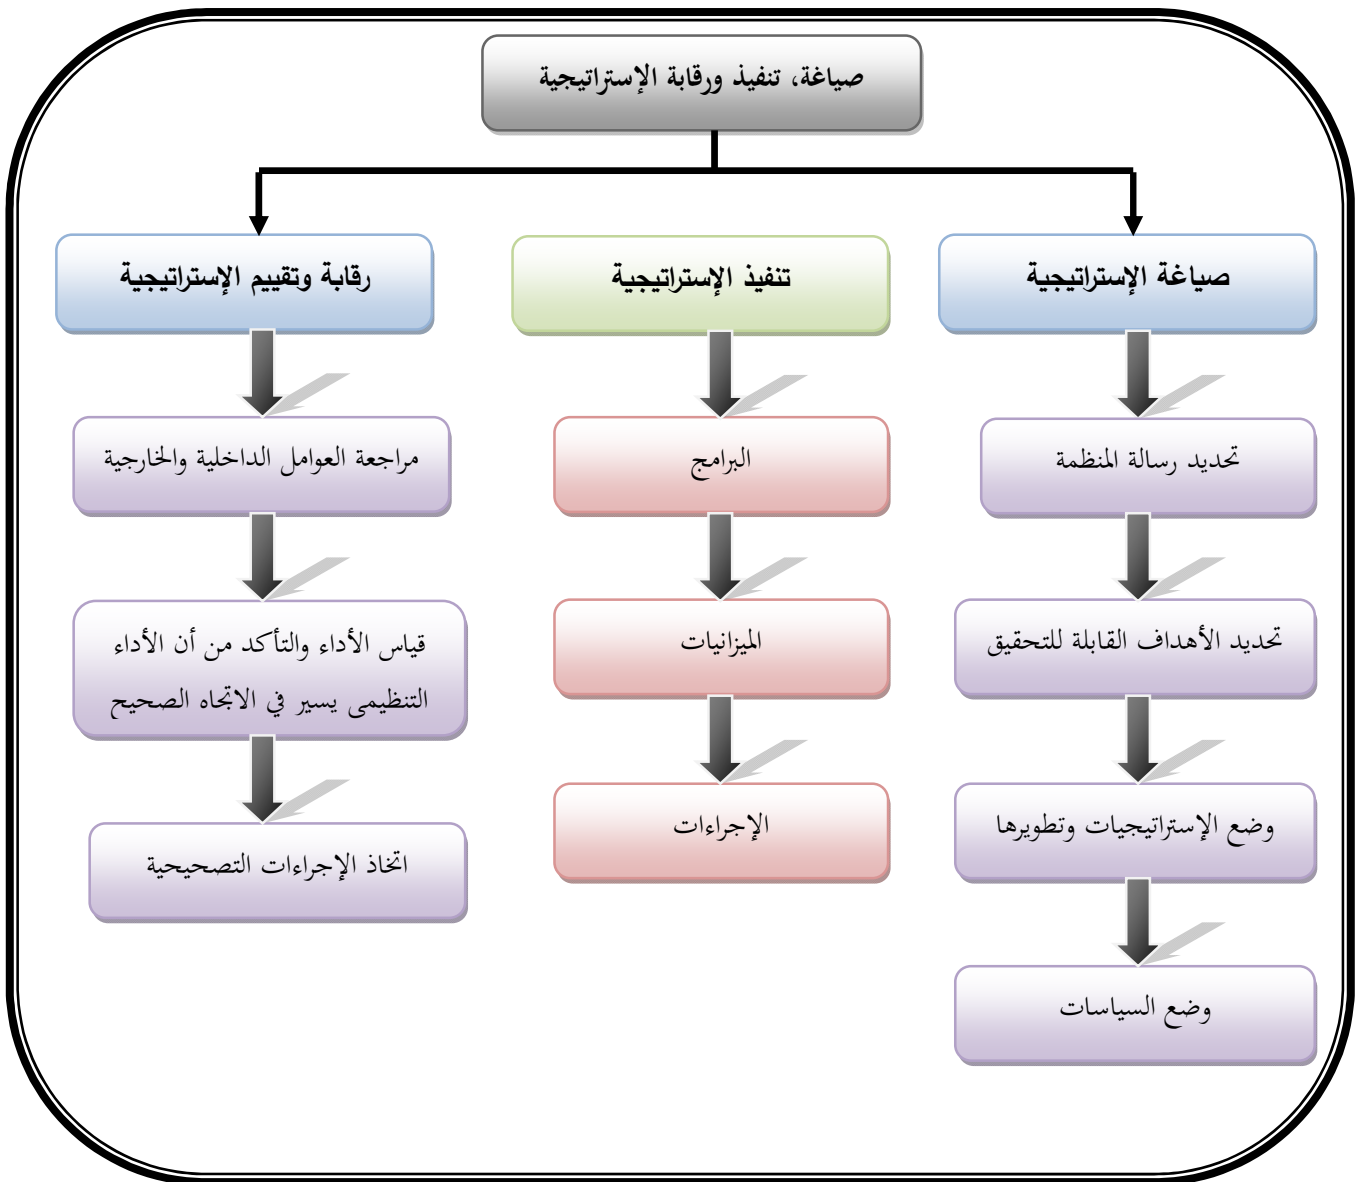 صياغة، تنفيذ ورقابة الإستراتيجية
صياغة الإستراتيجية
تحديد رسالة المنظمة
تحديد الأهداف القابلة للتحقيق
وضع الإستراتيجيات وتطويرها
وضع السياسات
تنفيذ الإستراتيجية
البرامج
الميزانيات
الإجراءات
رقابة وتقييم الإستراتيجية
مراجعة العوامل الداخلية والخارجية
قياس الأداء والتأكد من أن الأداء
التنظيمى يسير في الاتجاه الصحيح
اتخاذ الإجراءات التصحيحية